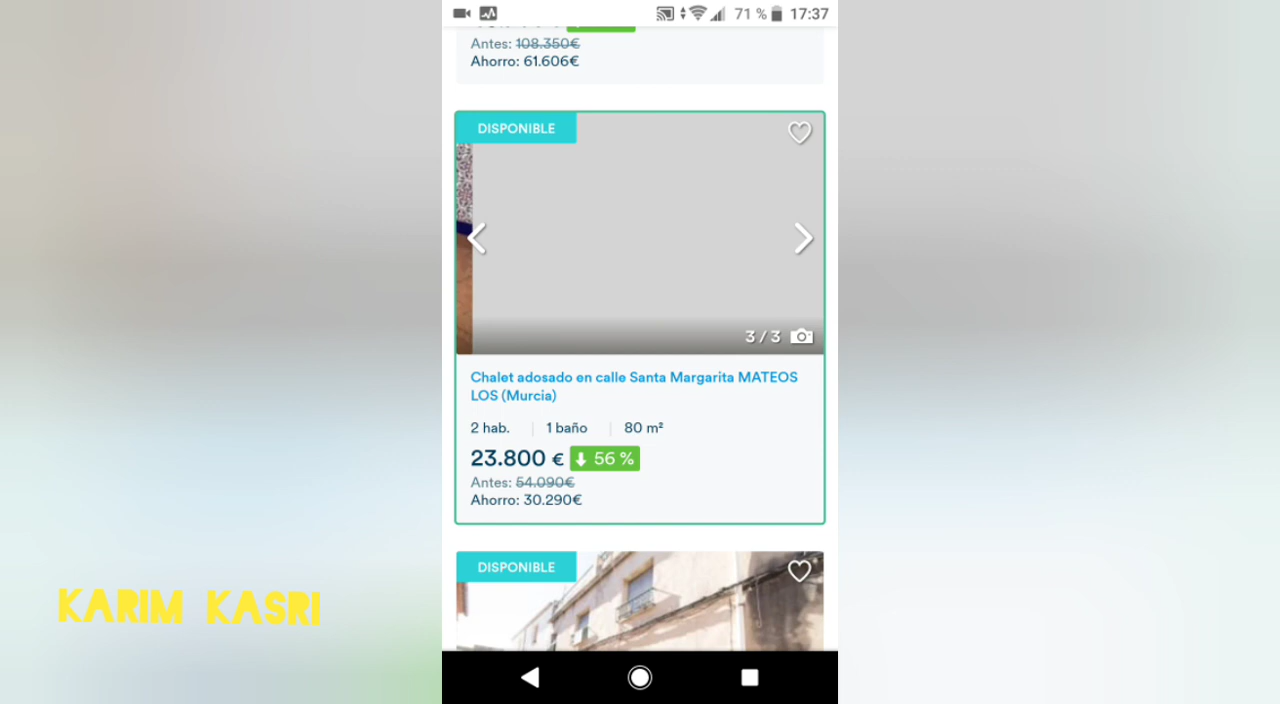 71 % 17:37
Antes: 108.350€
Ahorro: 61.606€
DISPONIBLE
3 / 3
Chalet adosado en calle Santa Margarita MATEOS
LOS (Murcia)
2 hab. 1 baño 80 m²
23.800 € 56 %
Antes: 54.090€
Ahorro: 30.290€
DISPONIBLE
KARIM KASRI